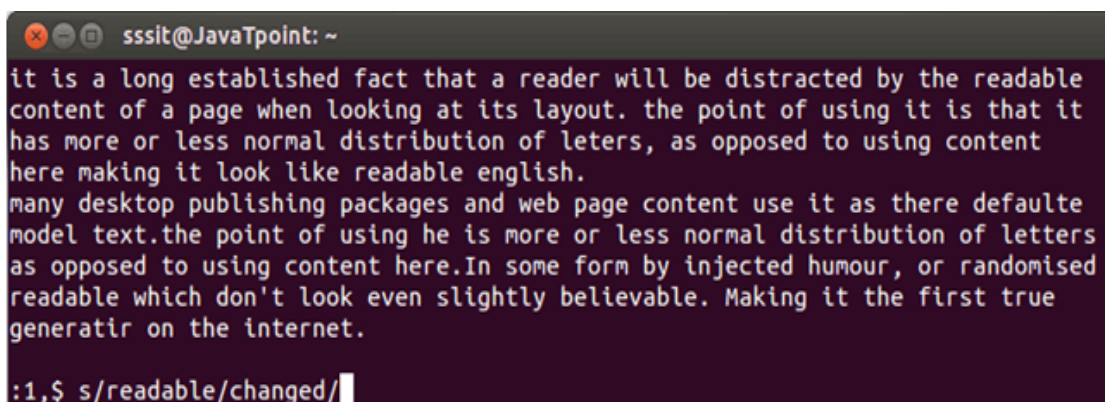 sssit@JavaTpoint: ~
it is a long established fact that a reader will be distracted by the readable
content of a page when looking at its layout. the point of using it is that it
has more or less normal distribution of leters, as opposed to using content
here making it look like readable english.
many desktop publishing packages and web page content use it as there defaulte
model text.the point of using he is more or less normal distribution of letters
as opposed to using content here.In some form by injected humour, or randomised
readable which don't look even slightly believable. Making it the first true
generatir on the internet.
:1,$ s/readable/changed/